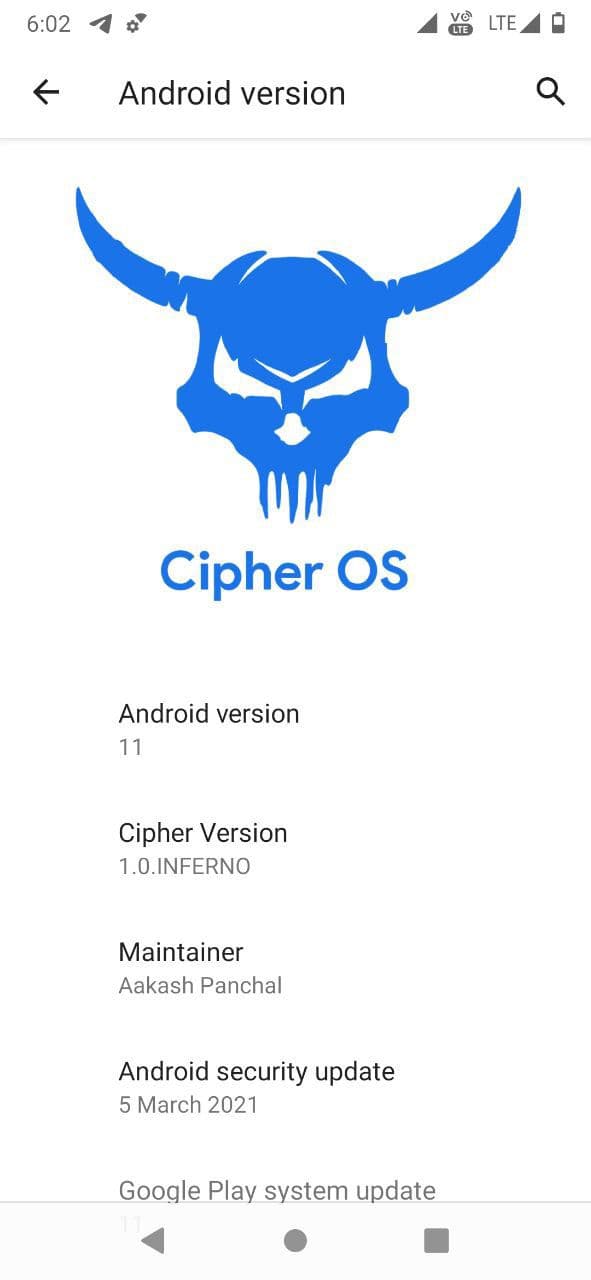 6:02
Vo LTE LTE
Android version
Cipher OS
Android version
11
Cipher Version
1.0.INFERNO
Maintainer
Aakash Panchal
Android security update
5 March 2021
Google Play system update
11